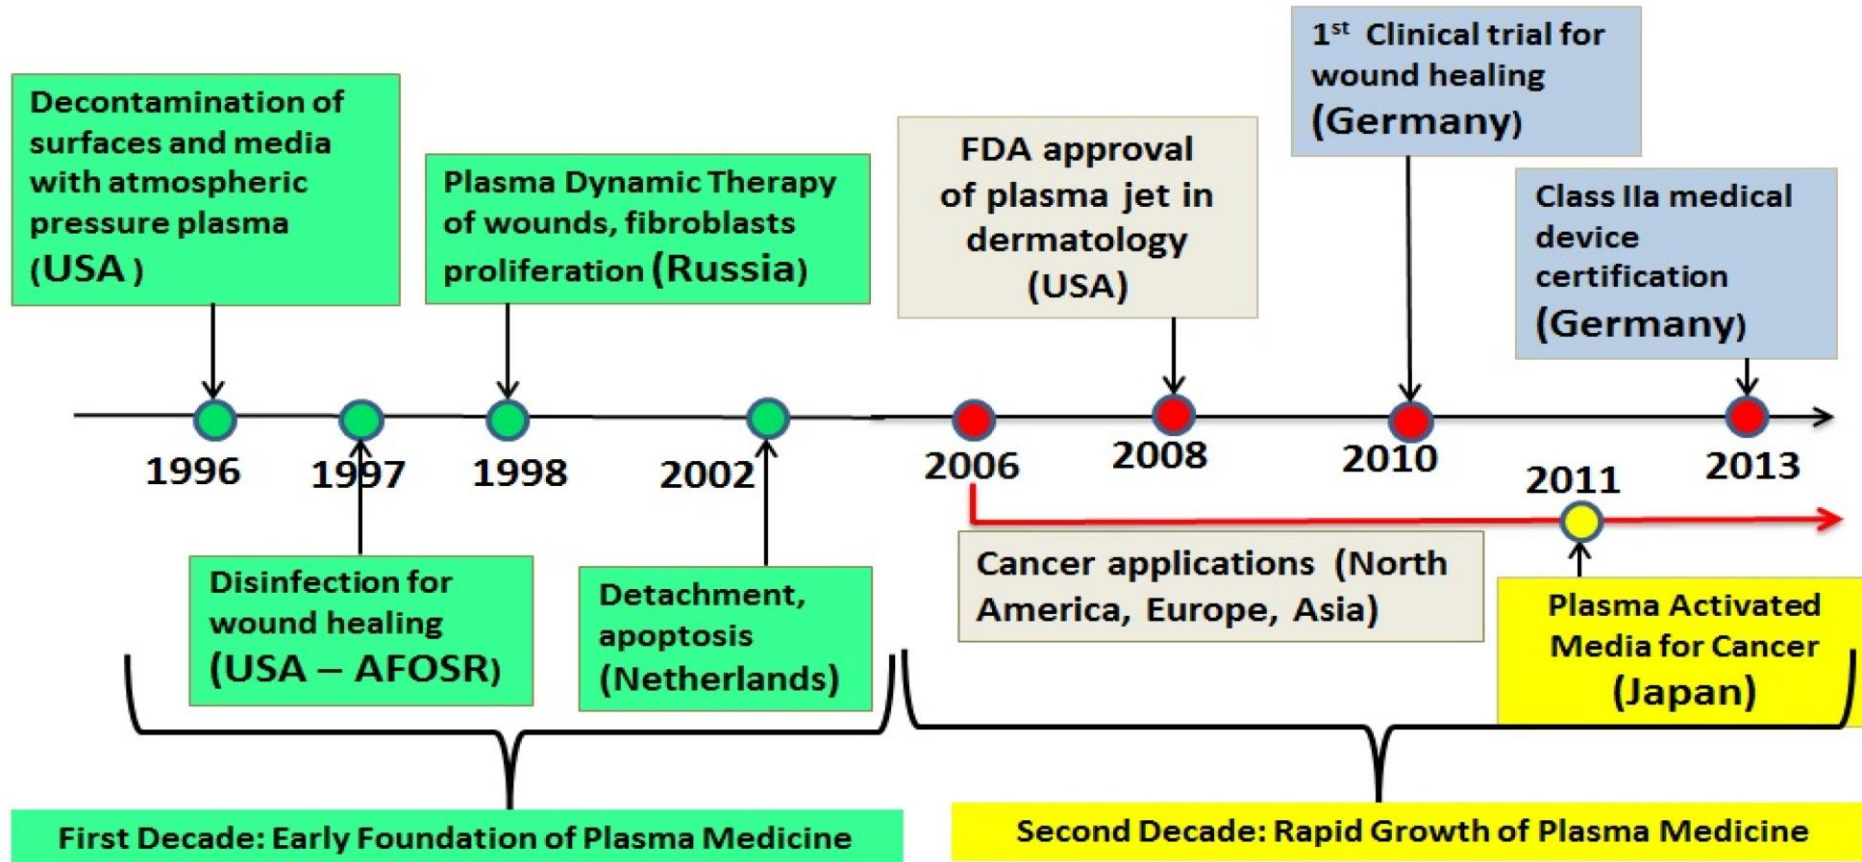 Decontamination of
surfaces and media
with atmospheric
pressure plasma
(USA )
Plasma Dynamic Therapy
of wounds, fibroblasts
proliferation (Russia)
FDA approval
of plasma jet in
dermatology
(USA)
1st Clinical trial for
wound healing
(Germany)
Class IIa medical
device
certification
(Germany)
1996
1997
1998
2002
2006
2008
2010
2011
2013
Disinfection for
wound healing
(USA – AFOSR)
Detachment,
apoptosis
(Netherlands)
Cancer applications (North
America, Europe, Asia)
Plasma Activated
Media for Cancer
(Japan)
First Decade: Early Foundation of Plasma Medicine
Second Decade: Rapid Growth of Plasma Medicine